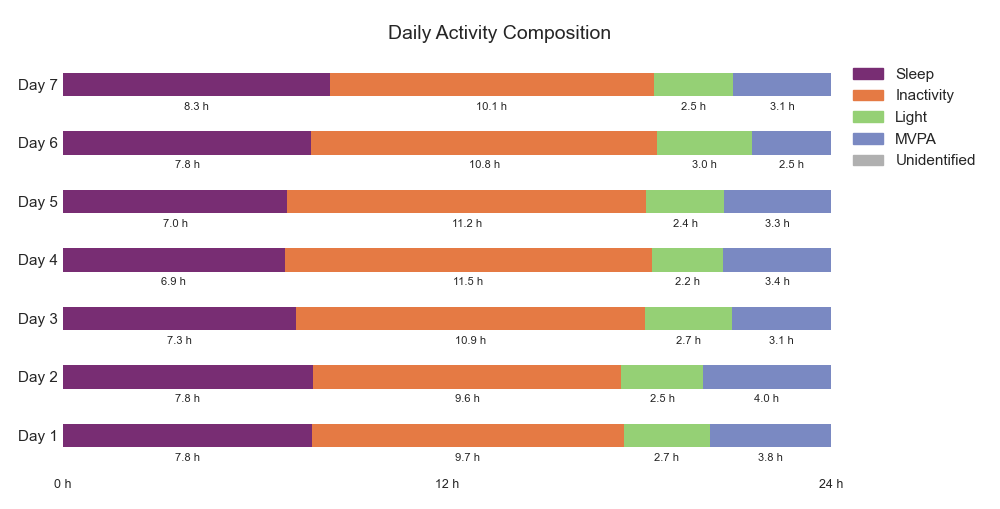 Daily Activity Composition
Day 7
8.3 h 10.1 h 2.5 h 3.1 h
Day 6
7.8 h 10.8 h 3.0 h 2.5 h
Day 5
7.0 h 11.2 h 2.4 h 3.3 h
Day 4
6.9 h 11.5 h 2.2 h 3.4 h
Day 3
7.3 h 10.9 h 2.7 h 3.1 h
Day 2
7.8 h 9.6 h 2.5 h 4.0 h
Day 1
7.8 h 9.7 h 2.7 h 3.8 h
0 h 12 h 24 h
Sleep
Inactivity
Light
MVPA
Unidentified